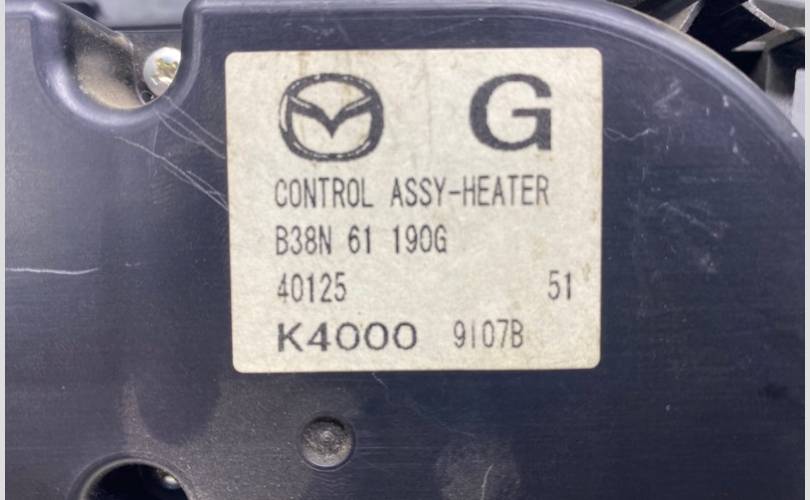 G
CONTROL ASSY-HEATER
B38N 61 190G
40125 51
K4000 9107B